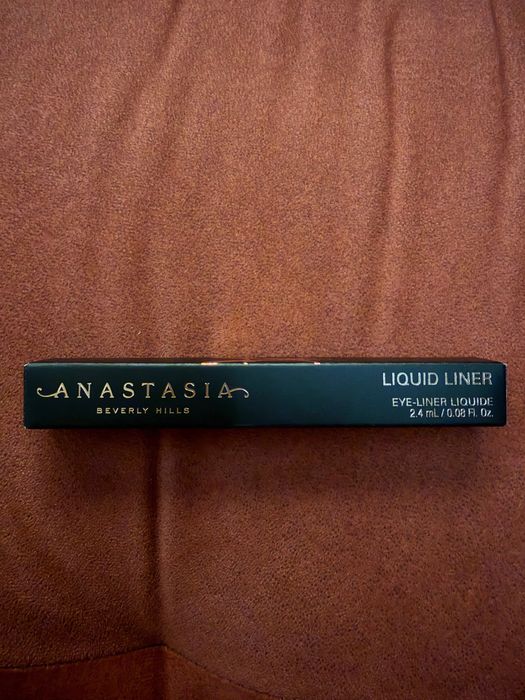 ANASTASIA
BEVERLY HILLS
LIQUID LINER
EYE-LINER LIQUIDE
2.4 mL / 0.08 Fl. Oz.